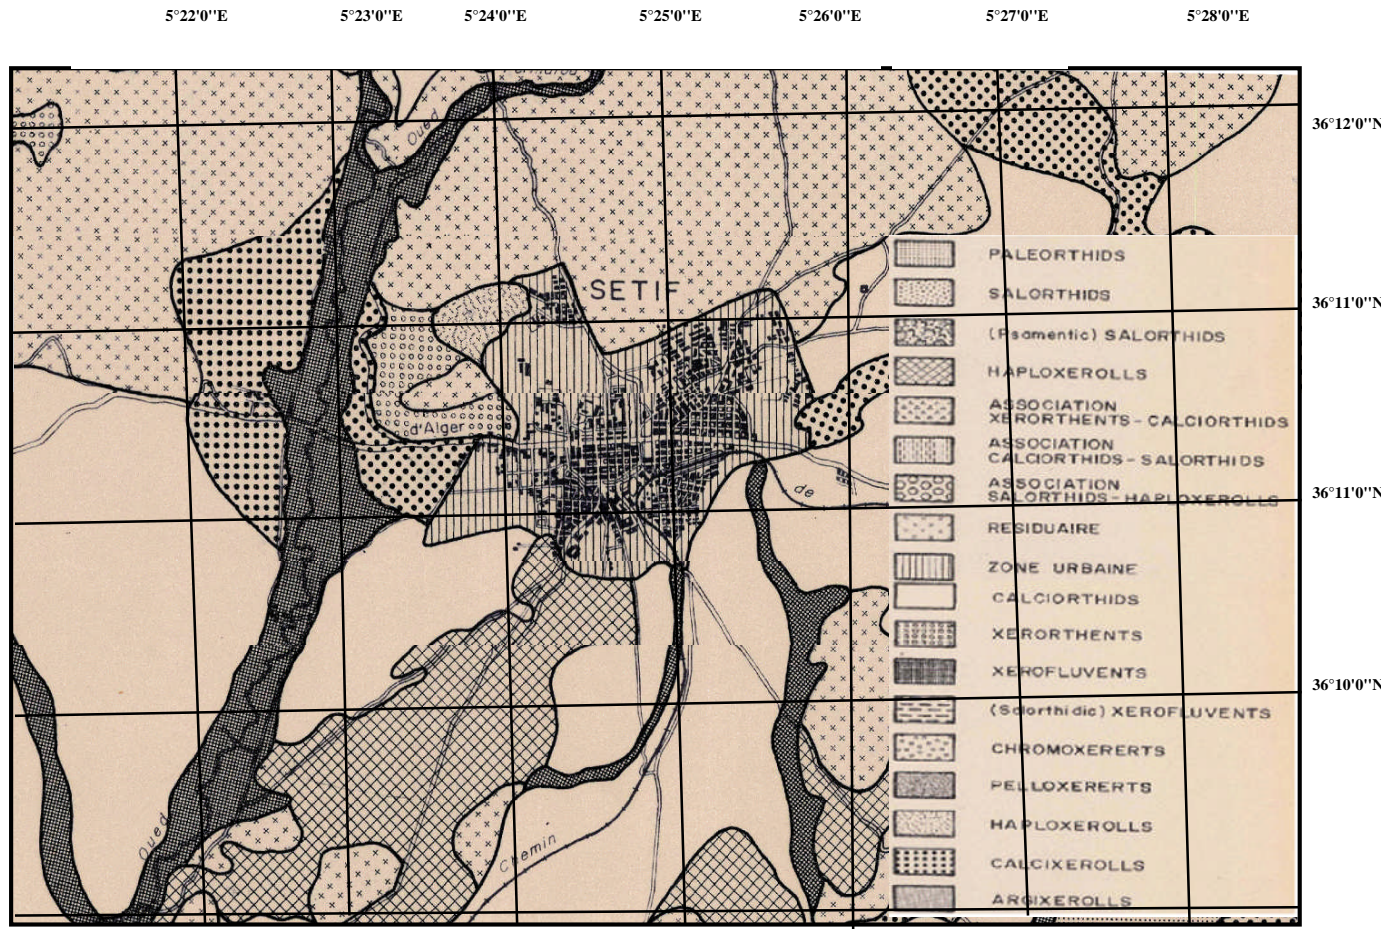 5°22'0"E 5°23'0"E 5°24'0"E 5°25'0"E 5°26'0"E 5°27'0"E 5°28'0"E
36°12'0"N
Oued
SETIF
36°11'0"N
d'Alger
de
36°11'0"N
36°10'0"N
Oued
Chemin
PALEORTHIDS
SALORTHIDS
(Psamentic) SALORTHIDS
HAPLOXEROLLS
ASSOCIATION
XERORTHENTS-CALCIORTHIDS
ASSOCIATION
CALCIORTHIDS-SALORTHIDS
ASSOCIATION
SALORTHIDS-HAPLOXEROLLS
RESIDUAIRE
ZONE URBAINE
CALCIORTHIDS
XERORTHENTS
XEROFLUVENTS
(Salorthidic) XEROFLUVENTS
CHROMOXERERTS
PELLOXERERTS
HAPLOXEROLLS
CALCIXEROLLS
ARGIXEROLLS